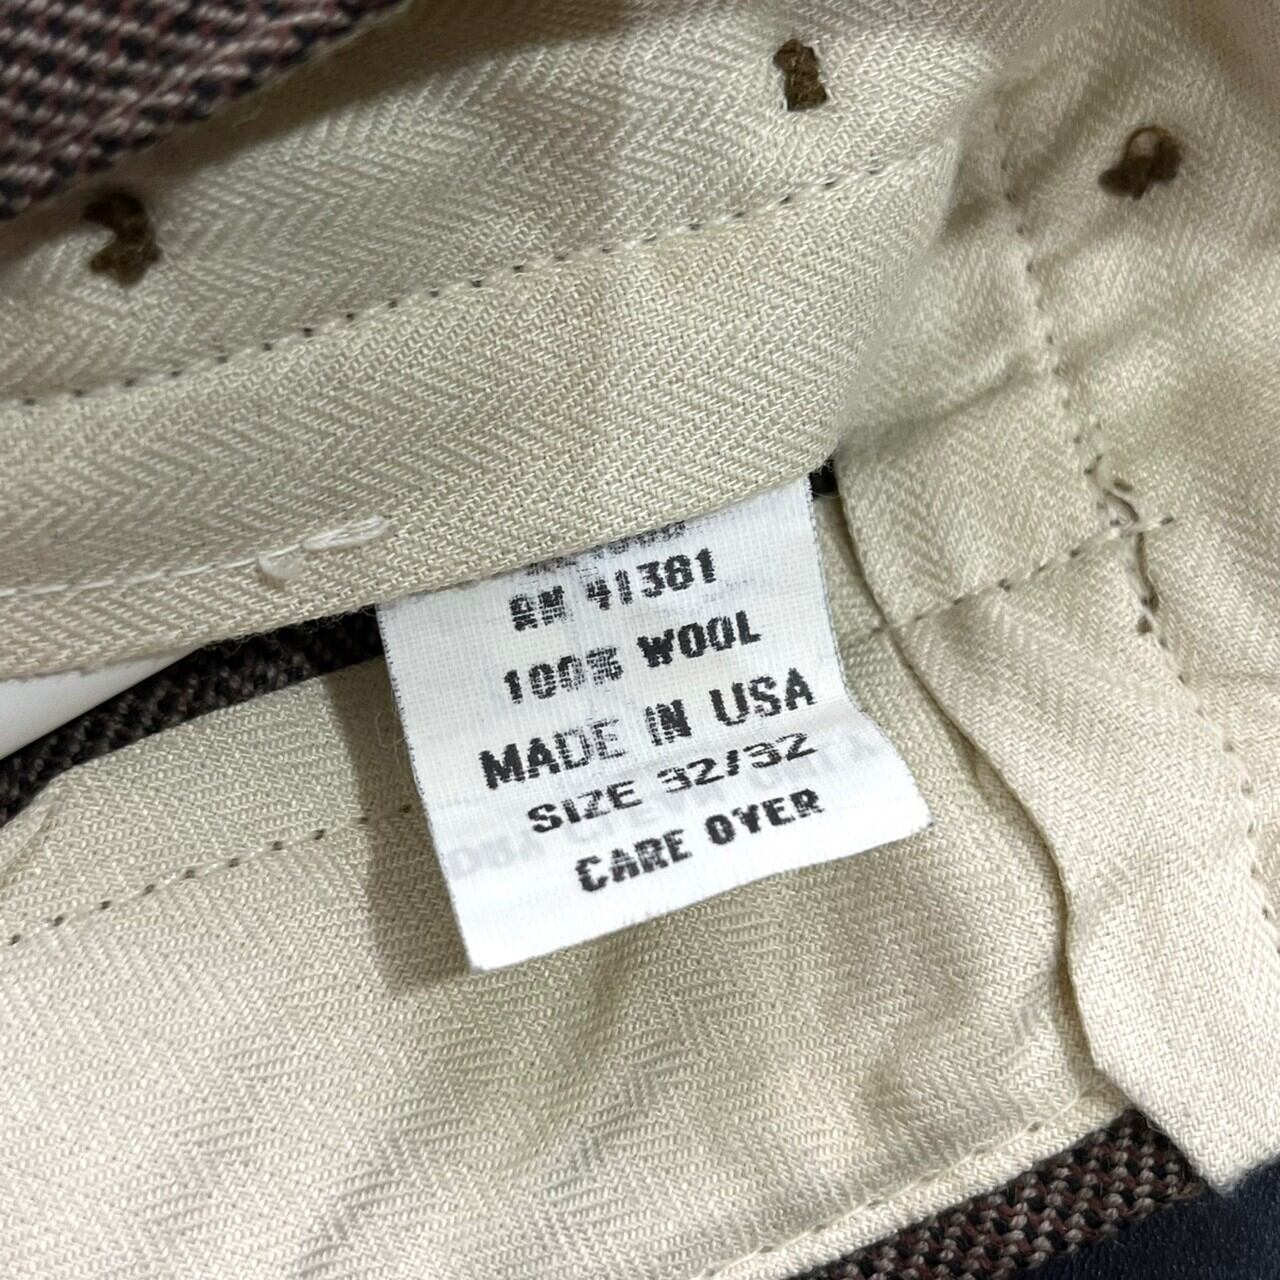 RN 41381
100% WOOL
MADE IN USA
SIZE 32/32
CARE OVER